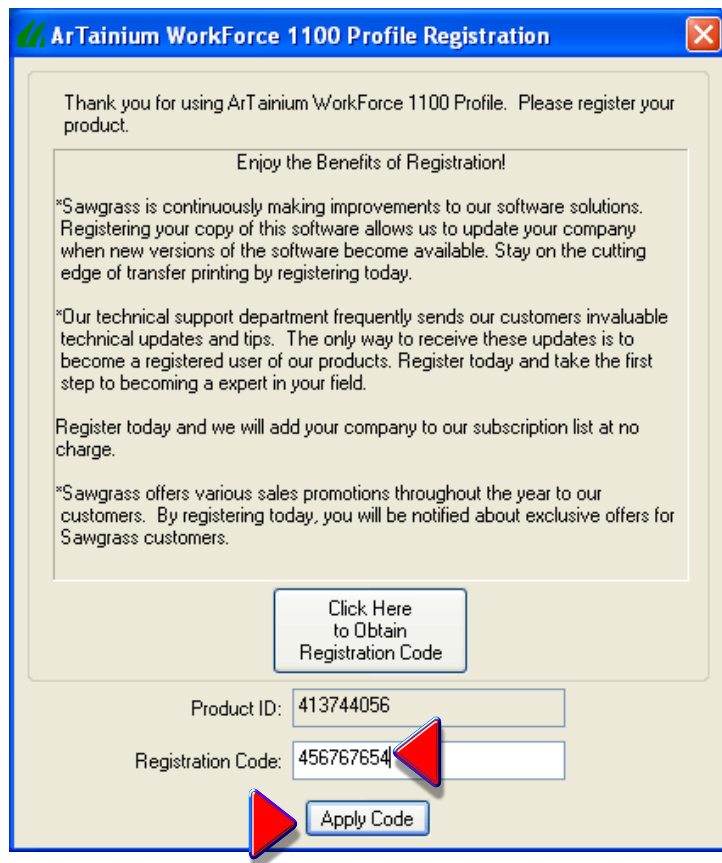 ArTainium WorkForce 1100 Profile Registration
Thank you for using ArTainium WorkForce 1100 Profile.  Please register your
product.
Enjoy the Benefits of Registration!
*Sawgrass is continuously making improvements to our software solutions.
Registering your copy of this software allows us to update your company
when new versions of the software become available. Stay on the cutting
edge of transfer printing by registering today.
*Our technical support department frequently sends our customers invaluable
technical updates and tips.  The only way to receive these updates is to
become a registered user of our products. Register today and take the first
step to becoming a expert in your field.
Register today and we will add your company to our subscription list at no
charge.
*Sawgrass offers various sales promotions throughout the year to our
customers.  By registering today, you will be notified about exclusive offers for
Sawgrass customers.
Click Here
to Obtain
Registration Code
Product ID: 413744056
Registration Code: 456767654
Apply Code